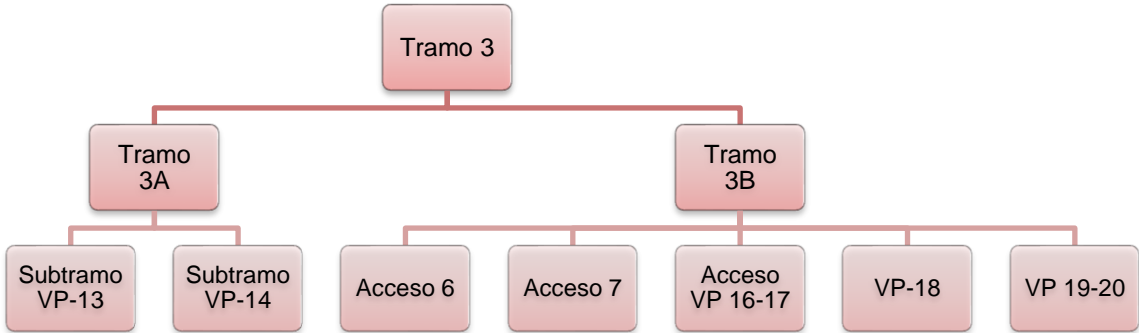 Tramo 3
Tramo
3A
Tramo
3B
Subtramo
VP-13
Subtramo
VP-14
Acceso 6
Acceso 7
Acceso
VP 16-17
VP-18
VP 19-20